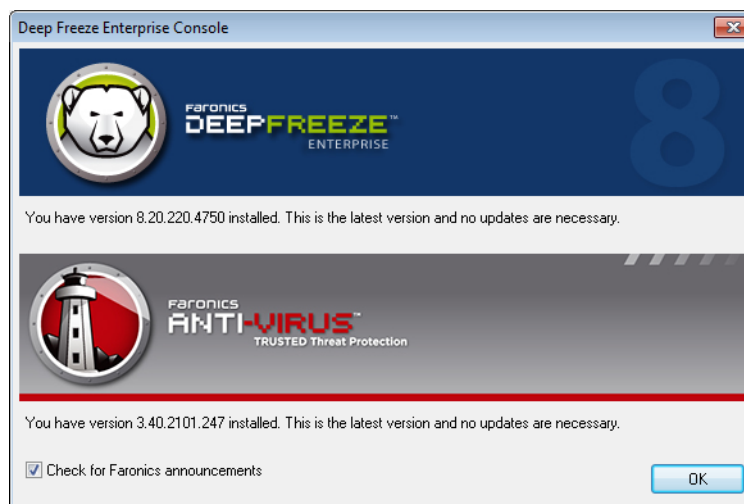 Deep Freeze Enterprise Console
FARONICS
DEEPFREEZE™
ENTERPRISE
8
You have version 8.20.220.4750 installed. This is the latest version and no updates are necessary.
FARONICS
ANTI-VIRUS™
TRUSTED Threat Protection
You have version 3.40.2101.247 installed. This is the latest version and no updates are necessary.
Check for Faronics announcements
OK